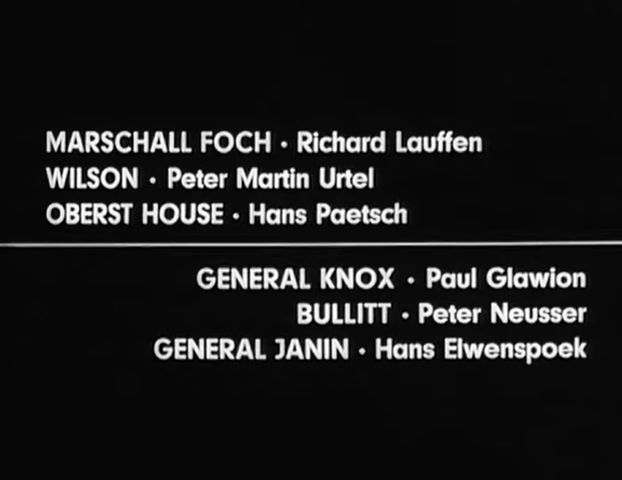 MARSCHALL FOCH • Richard Lauffen
WILSON • Peter Martin Urtel
OBERST HOUSE • Hans Paetsch
GENERAL KNOX • Paul Glawion
BULLITT • Peter Neusser
GENERAL JANIN • Hans Elwenspoek